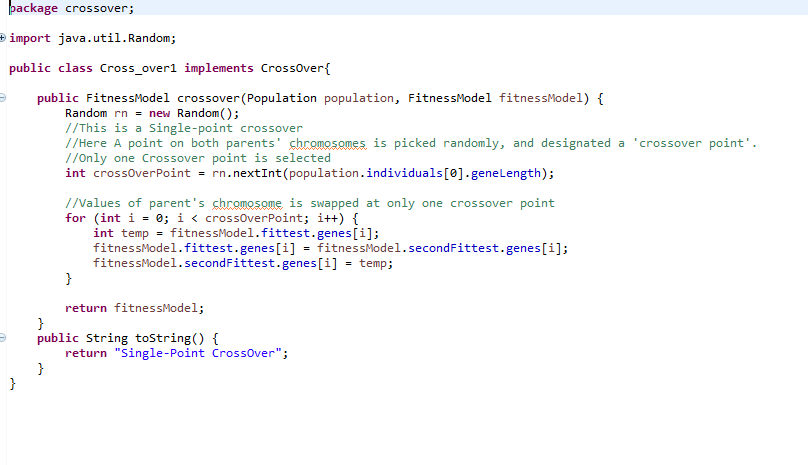 package crossover;
import java.util.Random;
public class Cross_over1 implements CrossOver{
public FitnessModel crossover(Population population, FitnessModel fitnessModel) {
Random rn = new Random();
//This is a Single-point crossover
//Here A point on both parents' chromosomes is picked randomly, and designated a 'crossover point'.
//Only one Crossover point is selected
int crossOverPoint = rn.nextInt(population.individuals[0].geneLength);
//Values of parent's chromosome is swapped at only one crossover point
for (int i = 0; i < crossOverPoint; i++) {
int temp = fitnessModel.fittest.genes[i];
fitnessModel.fittest.genes[i] = fitnessModel.secondFittest.genes[i];
fitnessModel.secondFittest.genes[i] = temp;
}
return fitnessModel;
}
public String toString() {
return "Single-Point CrossOver";
}
}